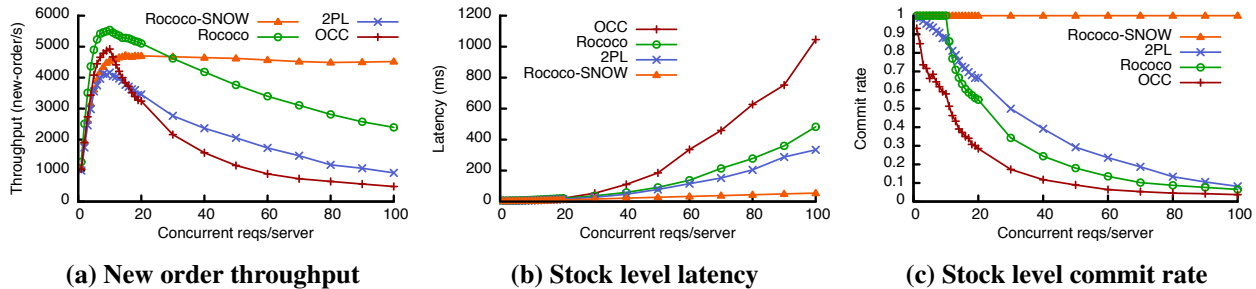 Throughput (new-order/s)
6000
5000
4000
3000
2000
1000
0
Rococo-SNOW
Rococo
2PL
OCC
0 20 40 60 80 100
Concurrent reqs/server
(a) New order throughput
Latency (ms)
1200
1000
800
600
400
200
0
OCC
Rococo
2PL
Rococo-SNOW
0 20 40 60 80 100
Concurrent reqs/server
(b) Stock level latency
Commit rate
1
0.9
0.8
0.7
0.6
0.5
0.4
0.3
0.2
0.1
0
Rococo-SNOW
2PL
Rococo
OCC
0 20 40 60 80 100
Concurrent reqs/server
(c) Stock level commit rate